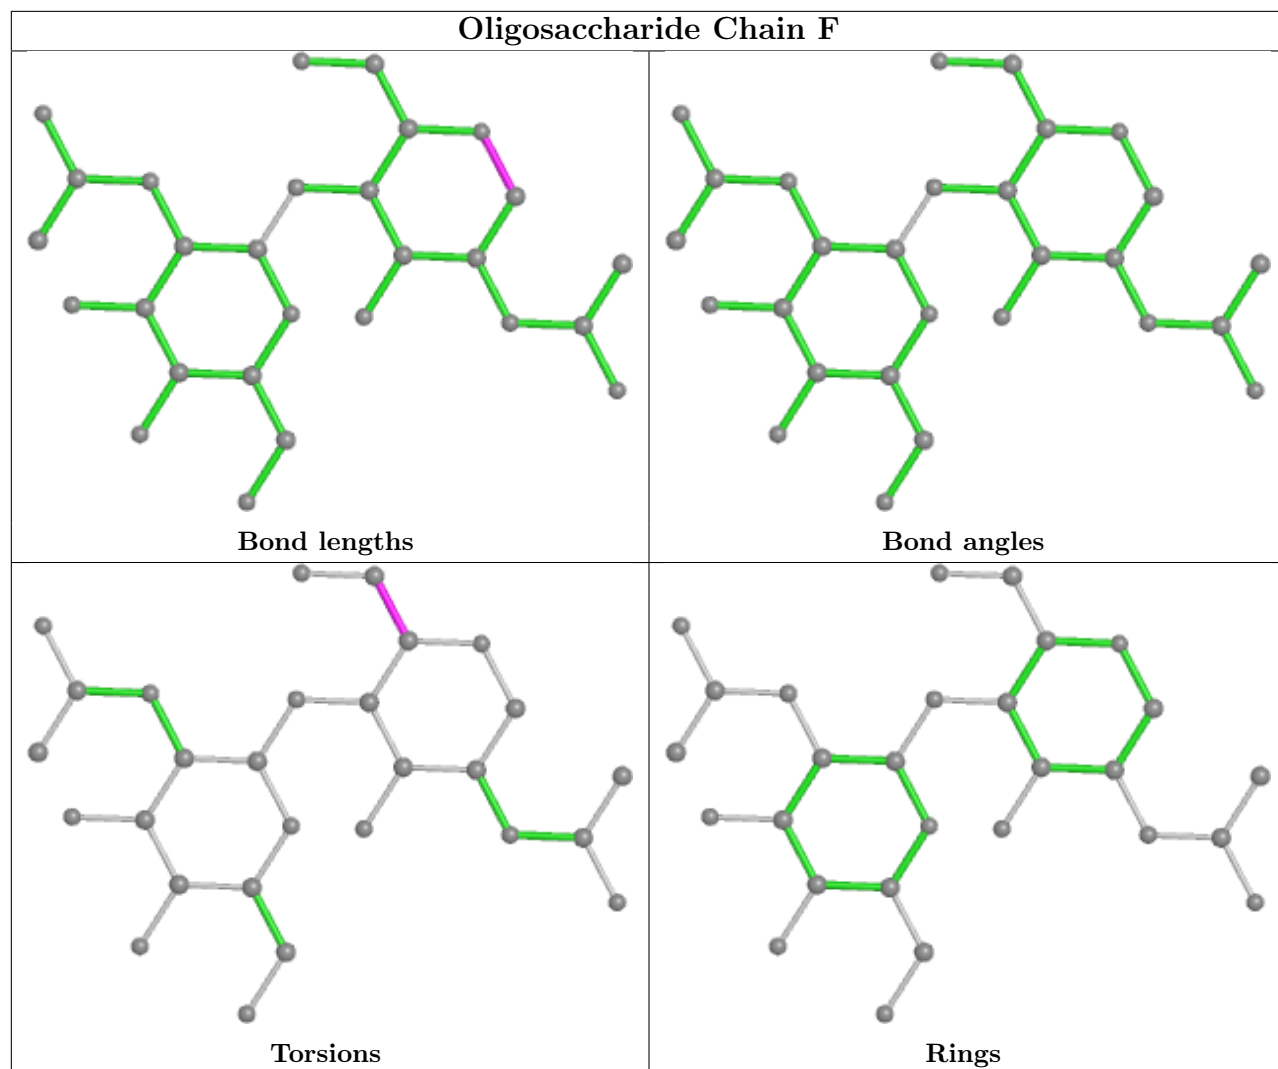 Oligosaccharide Chain F
Bond lengths
Bond angles
Torsions
Rings